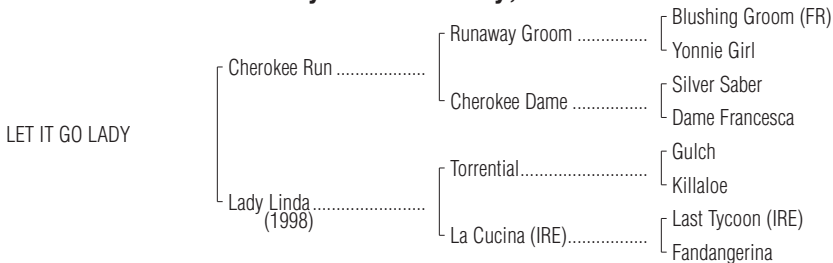 Blushing Groom (FR)
Runaway Groom ...............
Yonnie Girl
Cherokee Run ...................
Silver Saber
Cherokee Dame ................
Dame Francesca
LET IT GO LADY
Gulch
Torrential...........................
Killaloe
Lady Linda........................
(1998)
Last Tycoon (IRE)
La Cucina (IRE).................
Fandangerina